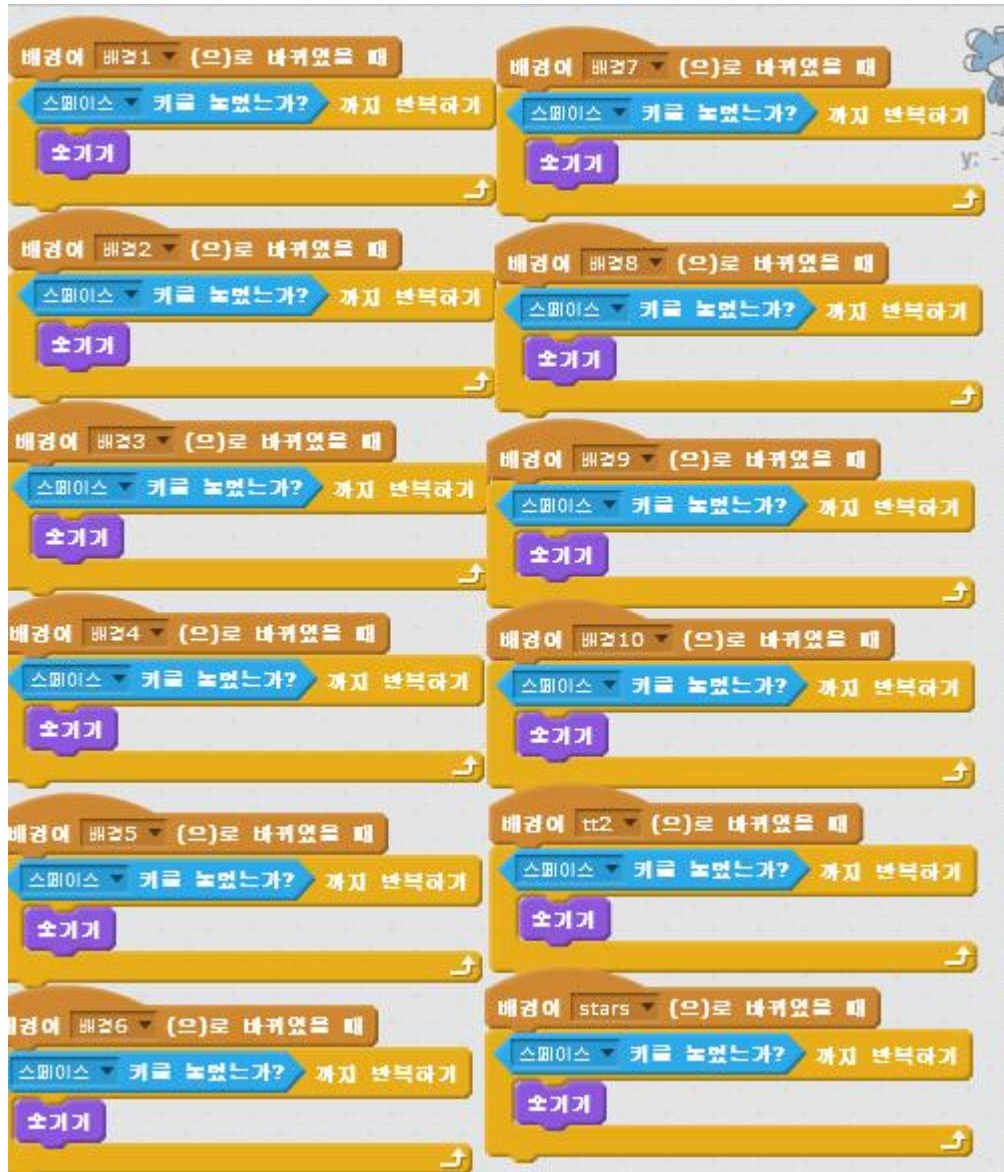 배경이 배경1 (으)로 바뀌었을 때
스페이스 키를 눌렀는가? 까지 반복하기
숨기기
배경이 배경2 (으)로 바뀌었을 때
스페이스 키를 눌렀는가? 까지 반복하기
숨기기
배경이 배경3 (으)로 바뀌었을 때
스페이스 키를 눌렀는가? 까지 반복하기
숨기기
배경이 배경4 (으)로 바뀌었을 때
스페이스 키를 눌렀는가? 까지 반복하기
숨기기
배경이 배경5 (으)로 바뀌었을 때
스페이스 키를 눌렀는가? 까지 반복하기
숨기기
배경이 배경6 (으)로 바뀌었을 때
스페이스 키를 눌렀는가? 까지 반복하기
숨기기
배경이 배경7 (으)로 바뀌었을 때
스페이스 키를 눌렀는가? 까지 반복하기
숨기기
y:
배경이 배경8 (으)로 바뀌었을 때
스페이스 키를 눌렀는가? 까지 반복하기
숨기기
배경이 배경9 (으)로 바뀌었을 때
스페이스 키를 눌렀는가? 까지 반복하기
숨기기
배경이 배경10 (으)로 바뀌었을 때
스페이스 키를 눌렀는가? 까지 반복하기
숨기기
배경이 tt2 (으)로 바뀌었을 때
스페이스 키를 눌렀는가? 까지 반복하기
숨기기
배경이 stars (으)로 바뀌었을 때
스페이스 키를 눌렀는가? 까지 반복하기
숨기기